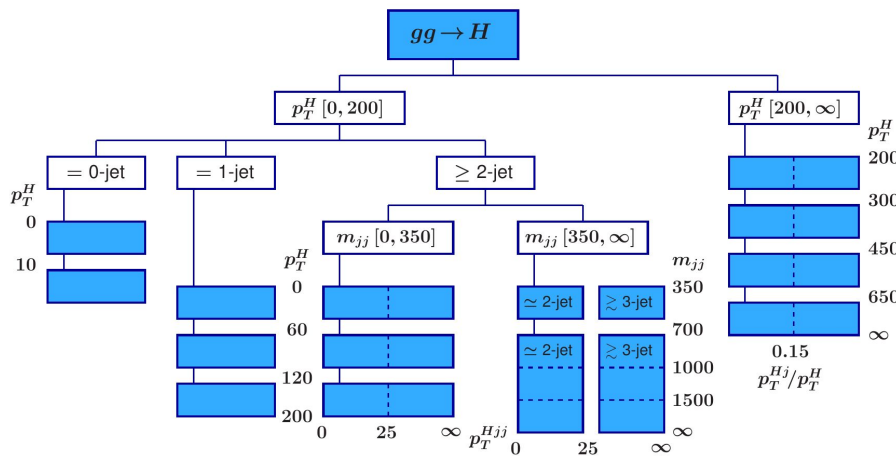 gg → H
p_T^H [0, 200]
p_T^H [200, ∞]
p_T^H
= 0-jet
= 1-jet
≥ 2-jet
200
p_T^H
0
300
m_jj [0, 350]
m_jj [350, ∞]
10
p_T^H
m_jj
450
0
350
≃ 2-jet
≳ 3-jet
650
60
700
∞
≃ 2-jet
≳ 3-jet
0.15
1000
p_T^Hj/p_T^H
120
1500
200
∞
0
25
∞
p_T^Hjj
0
25
∞